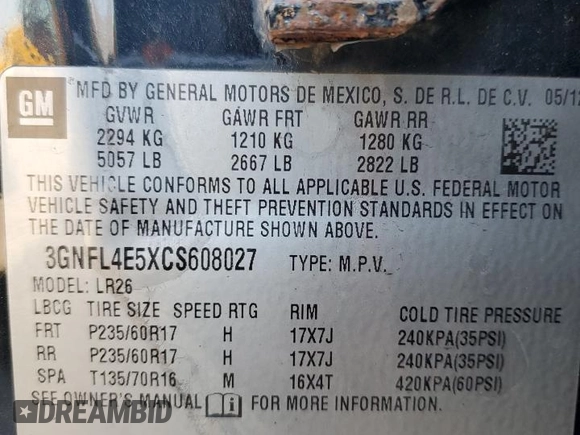 GM
MFD BY GENERAL MOTORS DE MEXICO, S. DE R.L. DE C.V. 05/12
GVWR GAWR FRT GAWR RR
2294 KG 1210 KG 1280 KG
5057 LB 2667 LB 2822 LB
THIS VEHICLE CONFORMS TO ALL APPLICABLE U.S. FEDERAL MOTOR
VEHICLE SAFETY AND THEFT PREVENTION STANDARDS IN EFFECT ON
THE DATE OF MANUFACTURE SHOWN ABOVE.
3GNFL4E5XCS608027 TYPE: M.P.V.
MODEL: LR26
LBCG TIRE SIZE SPEED RTG RIM COLD TIRE PRESSURE
FRT P235/60R17 H 17X7J 240KPA(35PSI)
RR P235/60R17 H 17X7J 240KPA(35PSI)
SPA T135/70R16 M 16X4T 420KPA(60PSI)
SEE OWNER'S MANUAL FOR MORE INFORMATION.
DREAMBID